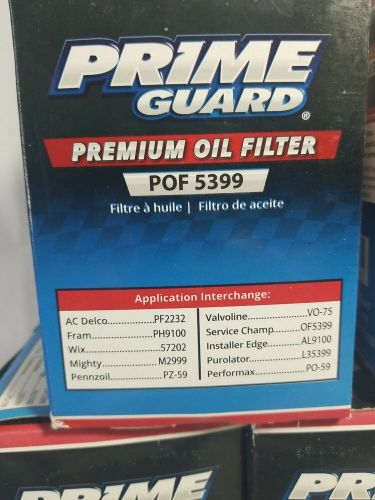 PRIME
GUARD®
PREMIUM OIL FILTER
POF 5399
Filtre à huile | Filtro de aceite
Application Interchange:
AC Delco...............PF2232
Fram.....................PH9100
Wix.......................57202
Mighty..................M2999
Pennzoil...............PZ-59
Valvoline..................VO-75
Service Champ......OF5399
Installer Edge........AL9100
Purolator................L35399
Performax..............PO-59
PRIME
PRIME